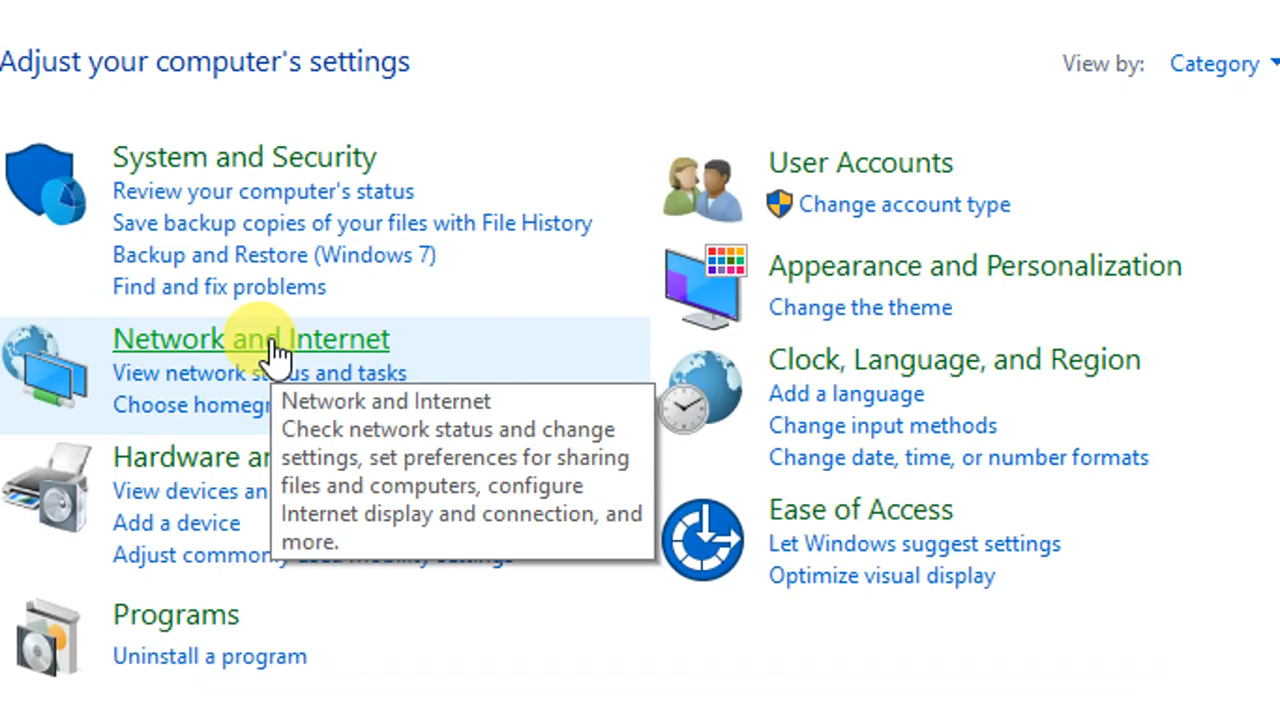 Adjust your computer's settings
View by: Category
System and Security
Review your computer's status
Save backup copies of your files with File History
Backup and Restore (Windows 7)
Find and fix problems
Network and Internet
View network status and tasks
Choose homegr
Network and Internet
Check network status and change
settings, set preferences for sharing
files and computers, configure
Internet display and connection, and
more.
Hardware an
View devices an
Add a device
Adjust commonly used mobility settings
Programs
Uninstall a program
User Accounts
Change account type
Appearance and Personalization
Change the theme
Clock, Language, and Region
Add a language
Change input methods
Change date, time, or number formats
Ease of Access
Let Windows suggest settings
Optimize visual display